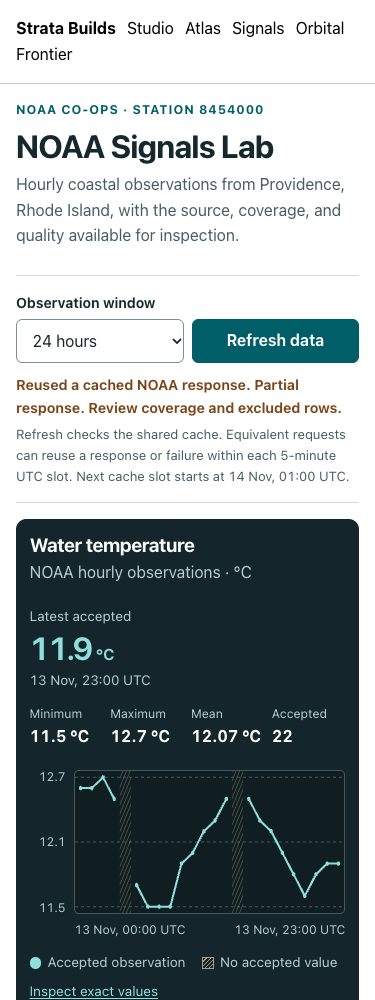 Strata Builds Studio Atlas Signals Orbital
Frontier
NOAA CO-OPS · STATION 8454000
NOAA Signals Lab
Hourly coastal observations from Providence,
Rhode Island, with the source, coverage, and
quality available for inspection.
Observation window
24 hours
Refresh data
Reused a cached NOAA response. Partial
response. Review coverage and excluded rows.
Refresh checks the shared cache. Equivalent requests
can reuse a response or failure within each 5-minute
UTC slot. Next cache slot starts at 14 Nov, 01:00 UTC.
Water temperature
NOAA hourly observations · °C
Latest accepted
11.9 °C
13 Nov, 23:00 UTC
Minimum Maximum Mean Accepted
11.5 °C 12.7 °C 12.07 °C 22
12.7
12.1
11.5
13 Nov, 00:00 UTC 13 Nov, 23:00 UTC
Accepted observation No accepted value
Inspect exact values